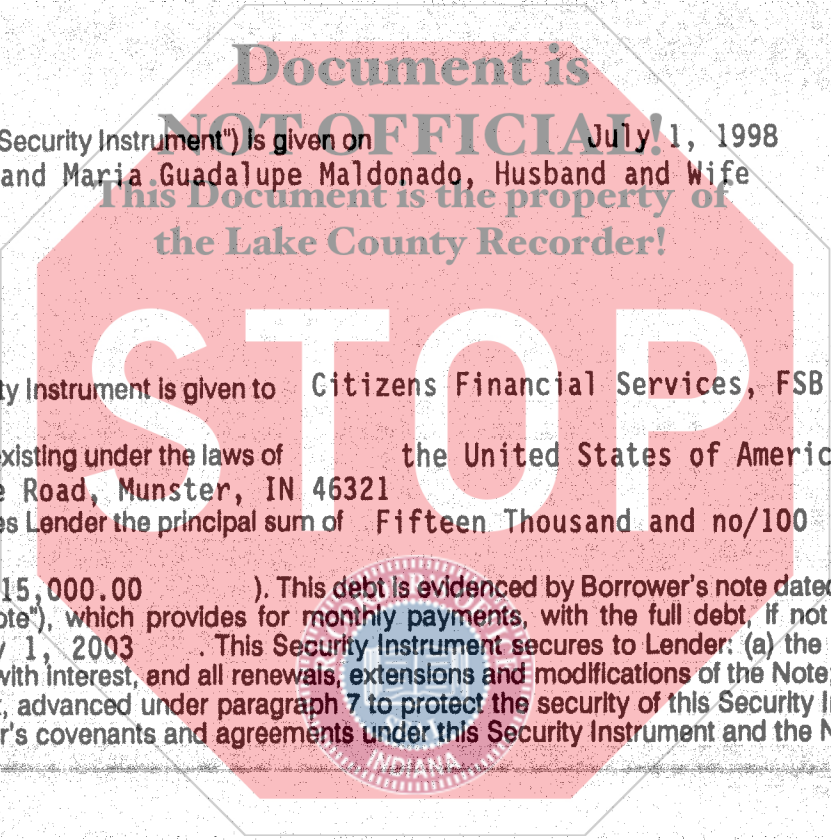 Document is
NOT OFFICIAL!
Security Instrument") is given on July 1, 1998
and Maria Guadalupe Maldonado, Husband and Wife
This Document is the property of
the Lake County Recorder!
STOP
ty Instrument is given to Citizens Financial Services, FSB
existing under the laws of the United States of Americ
e Road, Munster, IN 46321
es Lender the principal sum of Fifteen Thousand and no/100
15,000.00 ). This debt is evidenced by Borrower's note dated
ote"), which provides for monthly payments, with the full debt, if not
y 1, 2003 . This Security Instrument secures to Lender: (a) the
with interest, and all renewals, extensions and modifications of the Note;
, advanced under paragraph 7 to protect the security of this Security I
r's covenants and agreements under this Security Instrument and the N
SEAL
INDIANA